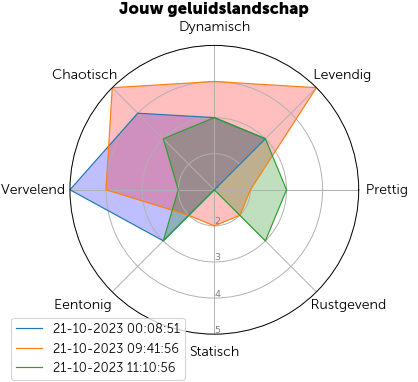 Jouw geluidslandschap
Dynamisch
Chaotisch
Levendig
Vervelend
Prettig
2
3
4
5
Eentonig
Rustgevend
Statisch
21-10-2023 00:08:51
21-10-2023 09:41:56
21-10-2023 11:10:56